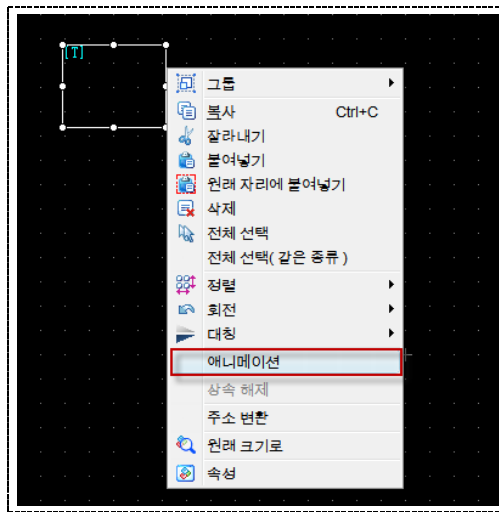 [T]
그룹
복사 Ctrl+C
잘라내기
붙여넣기
원래 자리에 붙여넣기
삭제
전체 선택
전체 선택( 같은 종류 )
정렬
회전
대칭
애니메이션
상속 해제
주소 변환
원래 크기로
속성